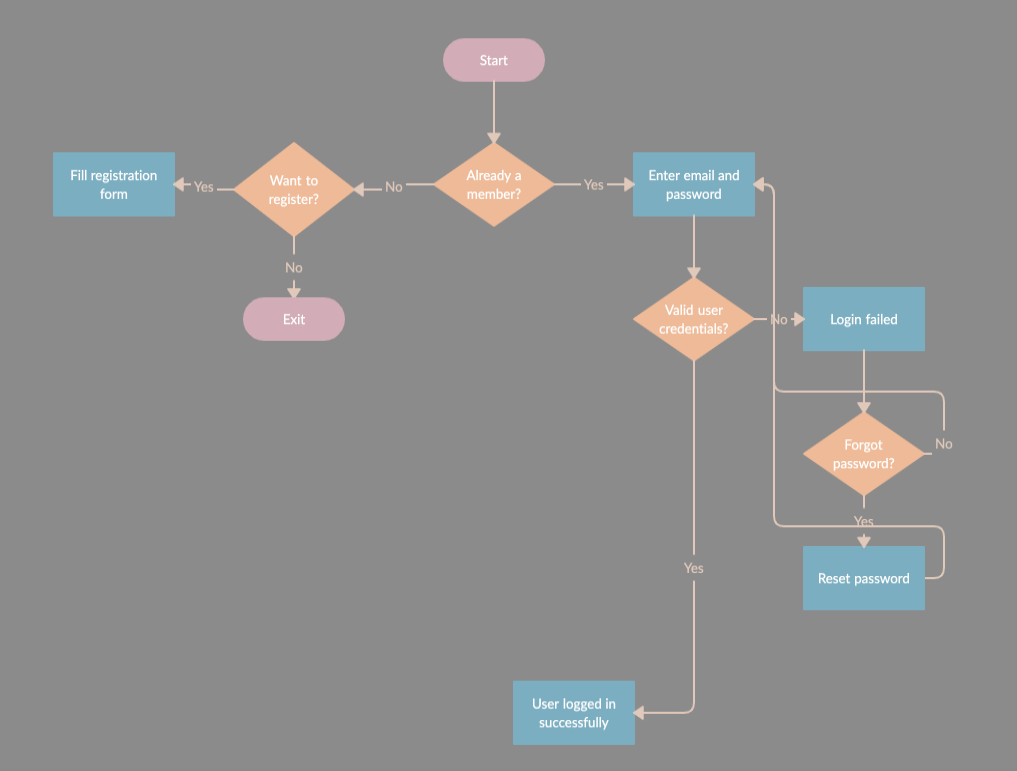 Start
Fill registration
form
Yes
Want to
register?
No
Already a
member?
Yes
Enter email and
password
No
Exit
Valid user
credentials?
No
Login failed
Forgot
password?
No
Yes
Reset password
Yes
User logged in
successfully